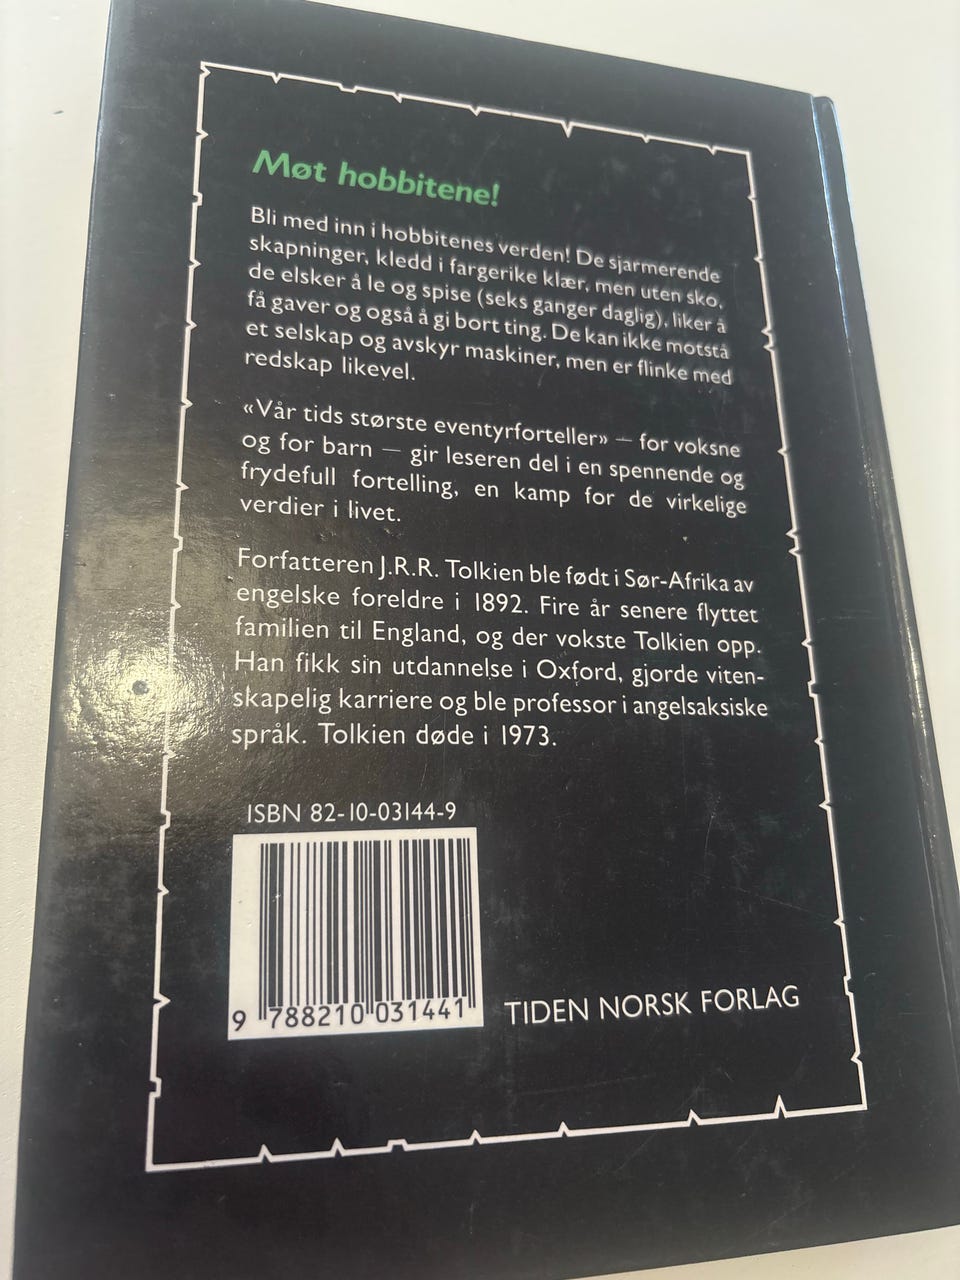 Møt hobbitene!
Bli med inn i hobbitenes verden! De sjarmerende
skapninger, kledd i fargerike klær, men uten sko,
de elsker å le og spise (seks ganger daglig), liker å
få gaver og også å gi bort ting. De kan ikke motstå
et selskap og avskyr maskiner, men er flinke med
redskap likevel.
«Vår tids største eventyrforteller» — for voksne
og for barn — gir leseren del i en spennende og
frydefull fortelling, en kamp for de virkelige
verdier i livet.
Forfatteren J.R.R. Tolkien ble født i Sør-Afrika av
engelske foreldre i 1892. Fire år senere flyttet
familien til England, og der vokste Tolkien opp.
Han fikk sin utdannelse i Oxford, gjorde viten-
skapelig karriere og ble professor i angelsaksiske
språk. Tolkien døde i 1973.
ISBN 82-10-03144-9
9 788210 031441
TIDEN NORSK FORLAG